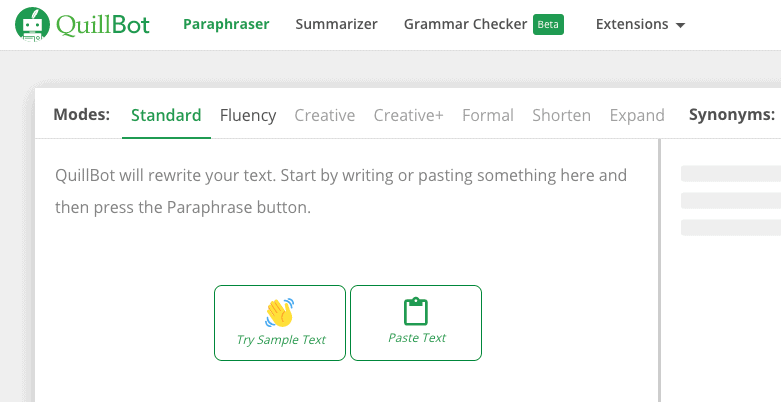 QuillBot Paraphraser Summarizer Grammar Checker Beta Extensions
Modes: Standard Fluency Creative Creative+ Formal Shorten Expand Synonyms:
QuillBot will rewrite your text. Start by writing or pasting something here and
then press the Paraphrase button.
Try Sample Text Paste Text